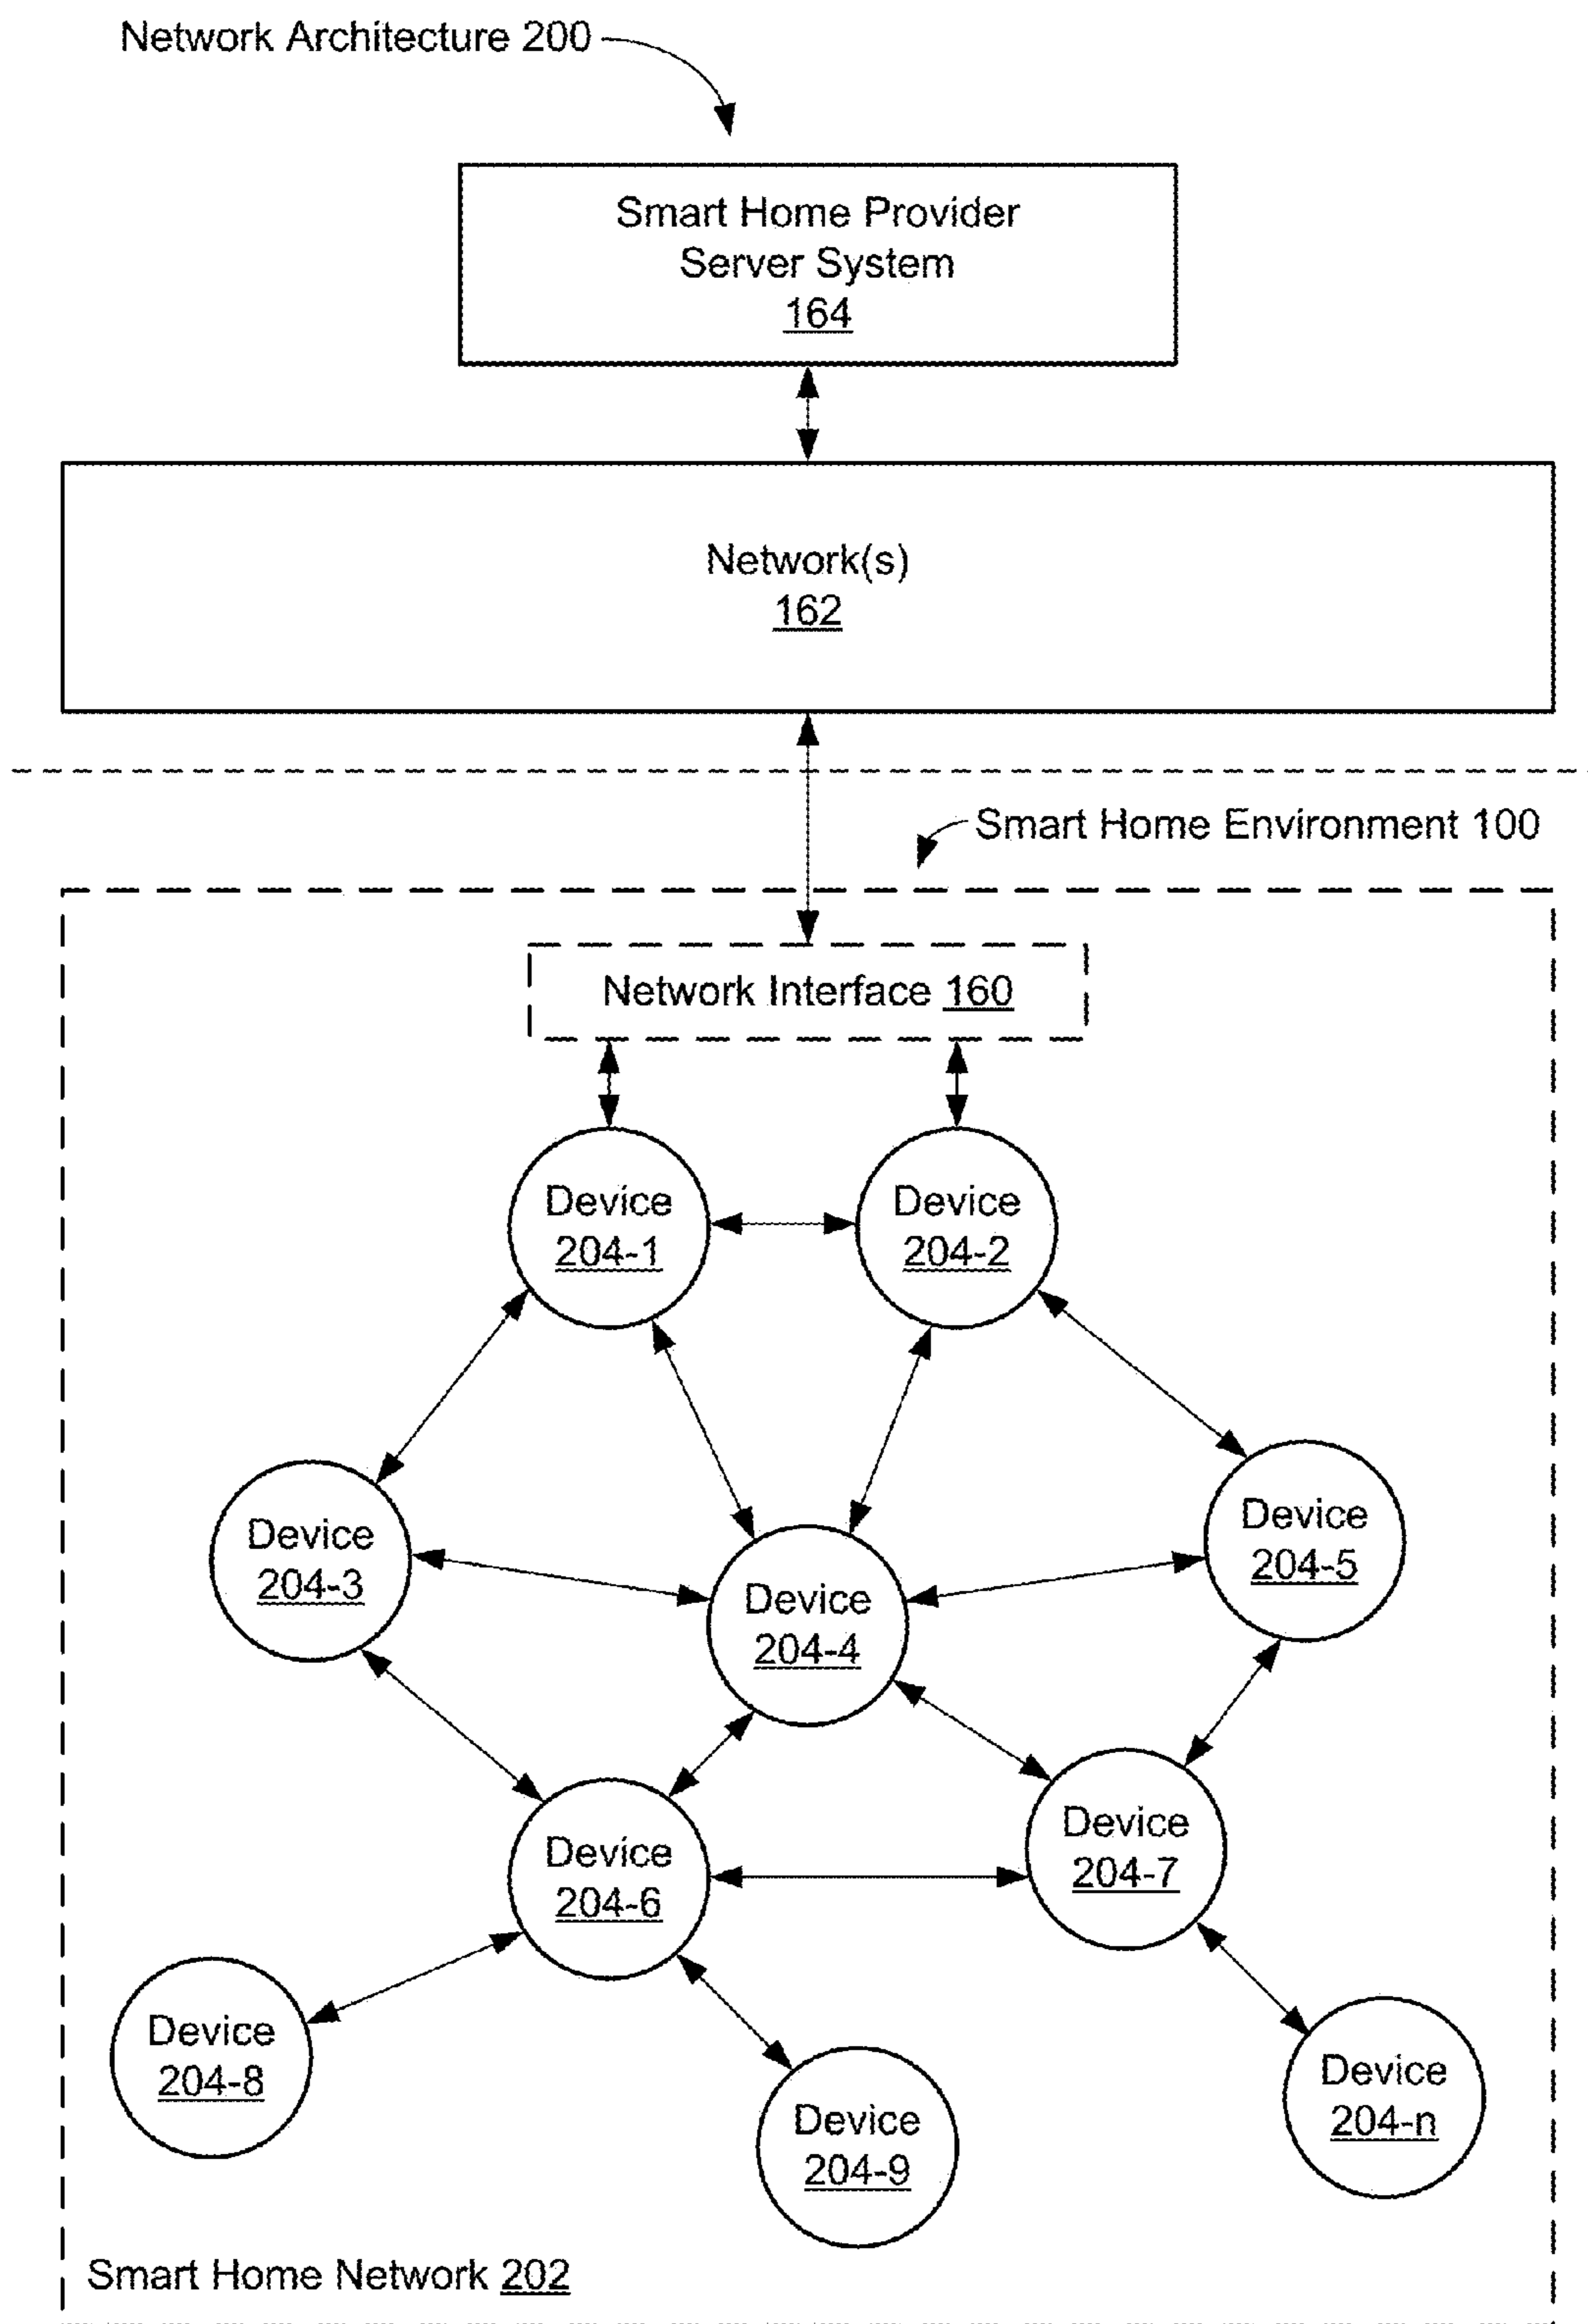 Network Architecture 200
Smart Home Provider
Server System
164
Network(s)
162
Smart Home Environment 100
Network Interface 160
Device
204-1
Device
204-2
Device
204-3
Device
204-4
Device
204-5
Device
204-6
Device
204-7
Device
204-8
Device
204-9
Device
204-n
Smart Home Network 202